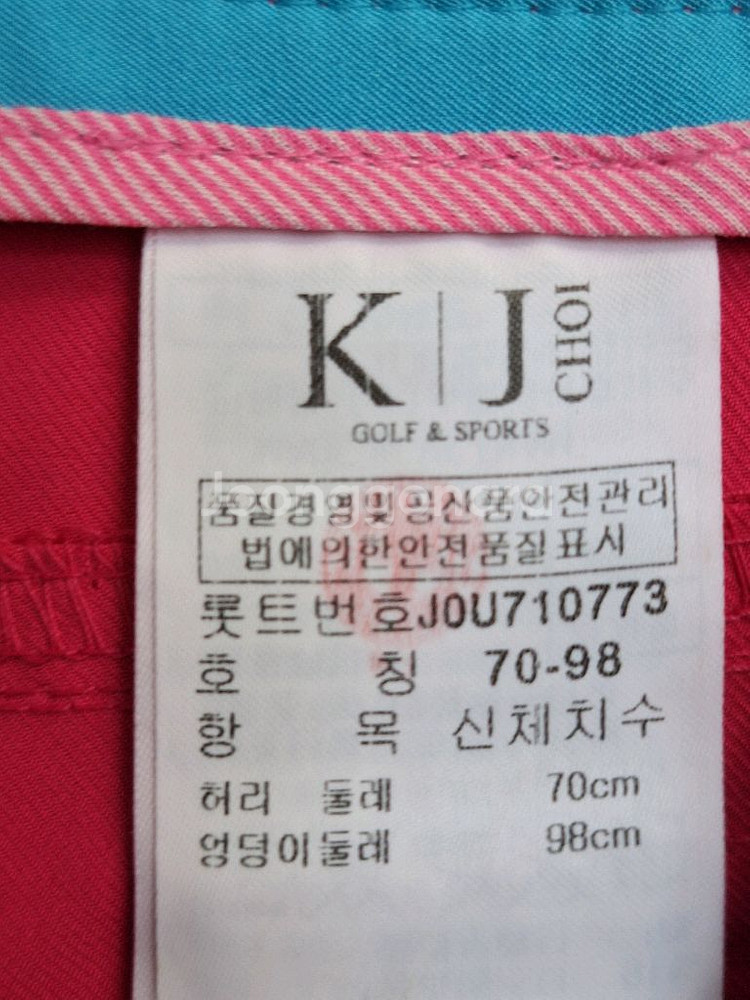 K | J CHOI
GOLF & SPORTS
품질경영및공산품안전관리
법에의한안전품질표시
롯트번호J0U710773
호 칭 70-98
항 목 신체치수
허리 둘레 70cm
엉덩이둘레 98cm